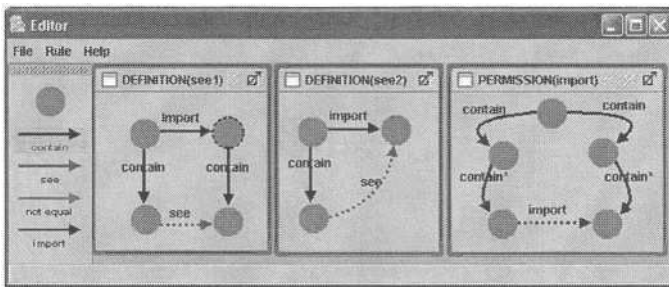 Editor
File Rule Help
contain
see
not equal
import
DEFINITION(see1)
import
contain
contain
see
DEFINITION(see2)
import
contain
see
PERMISSION(import)
contain
contain
contain*
contain*
import